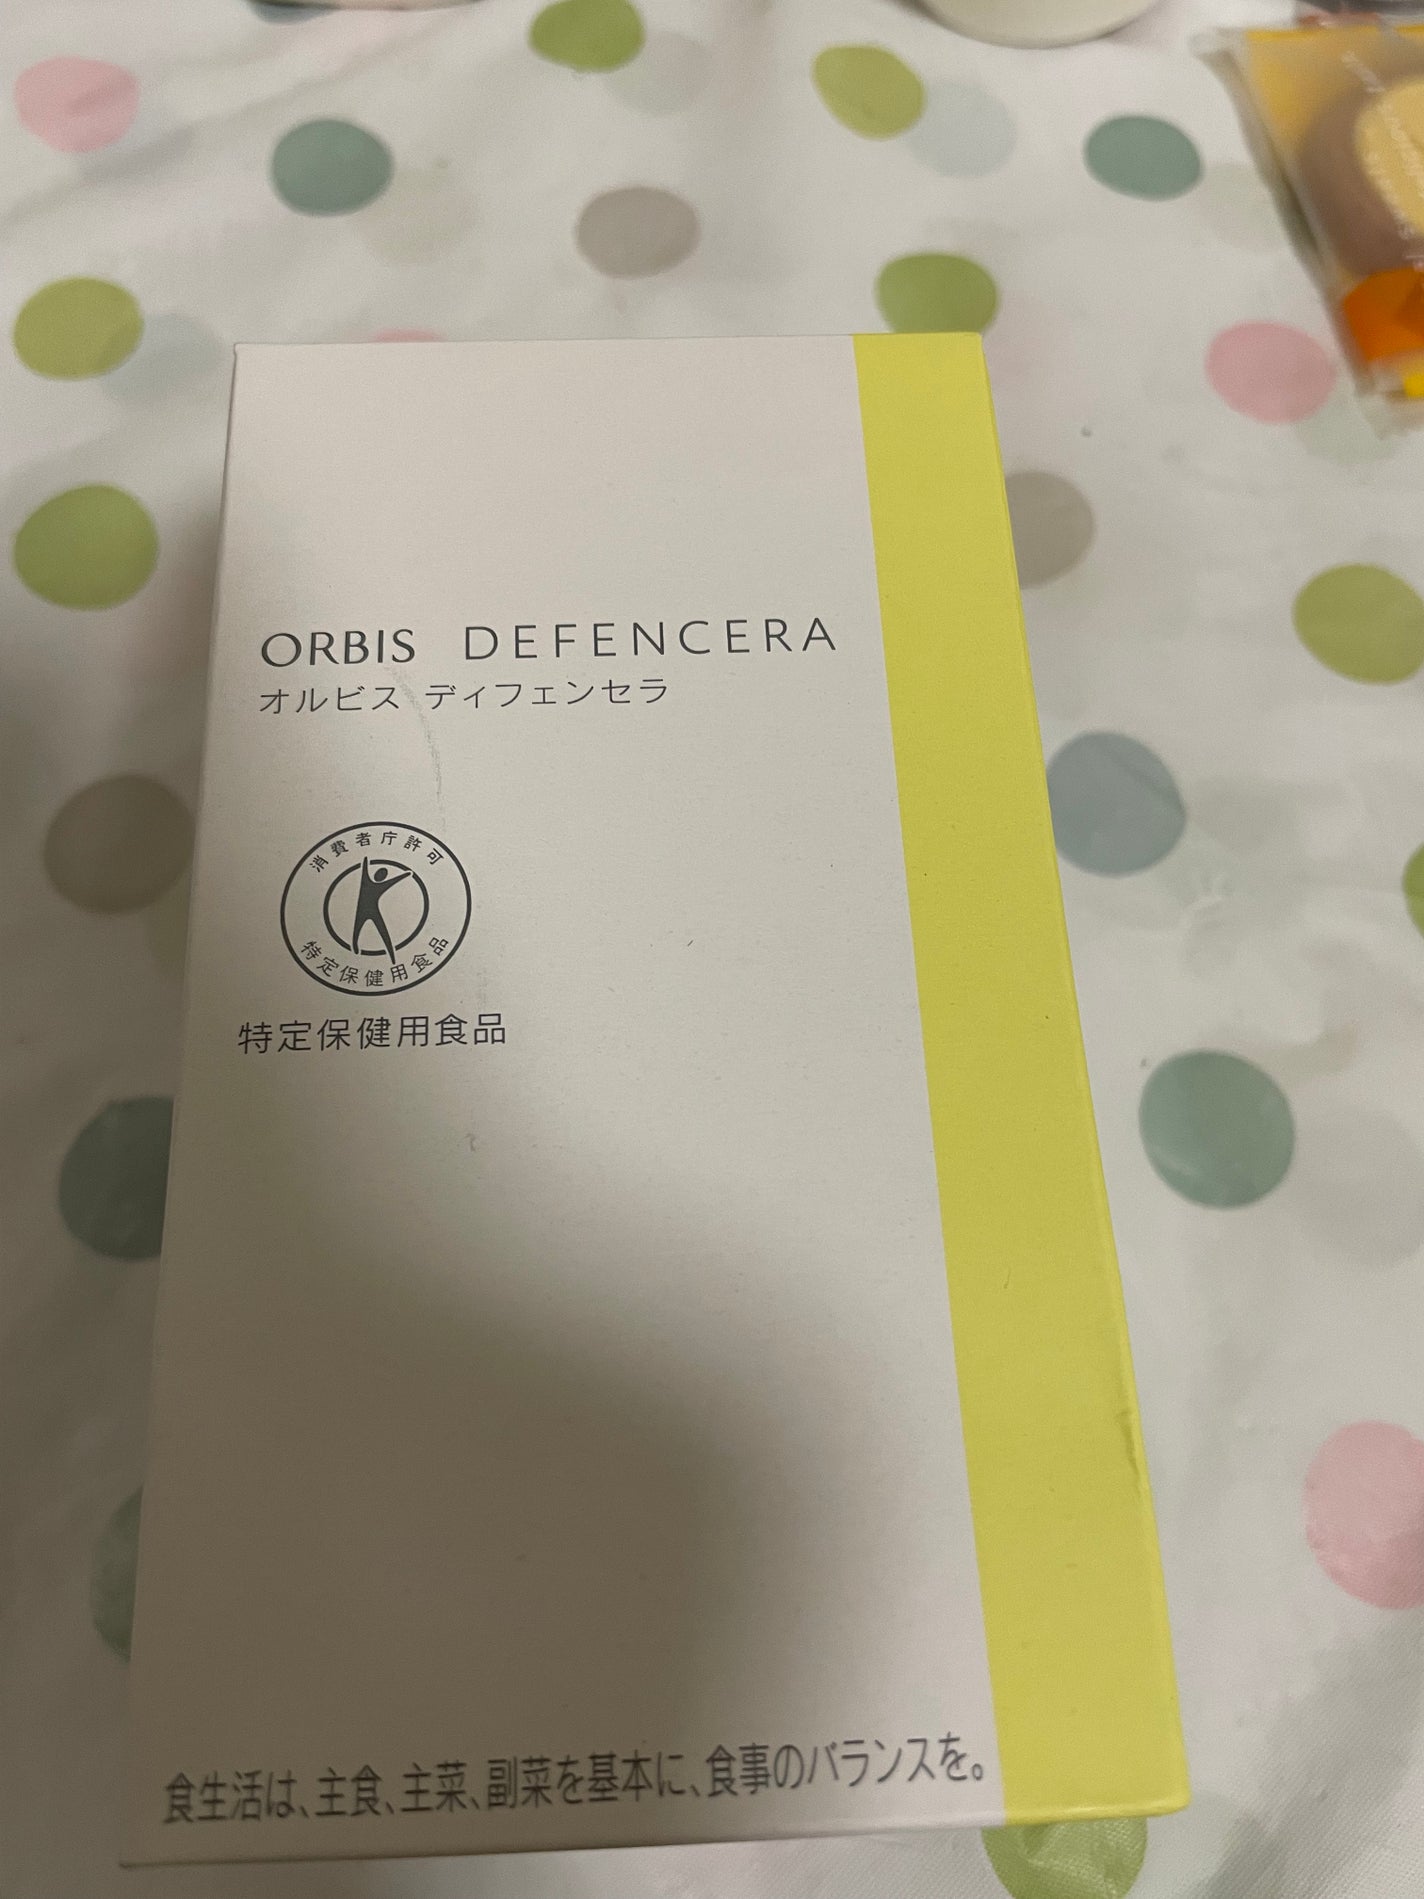 ORBIS DEFENCERA
オルビス ディフェンセラ
消費者庁許可
特定保健用食品
特定保健用食品
食生活は、主食、主菜、副菜を基本に、食事のバランスを。